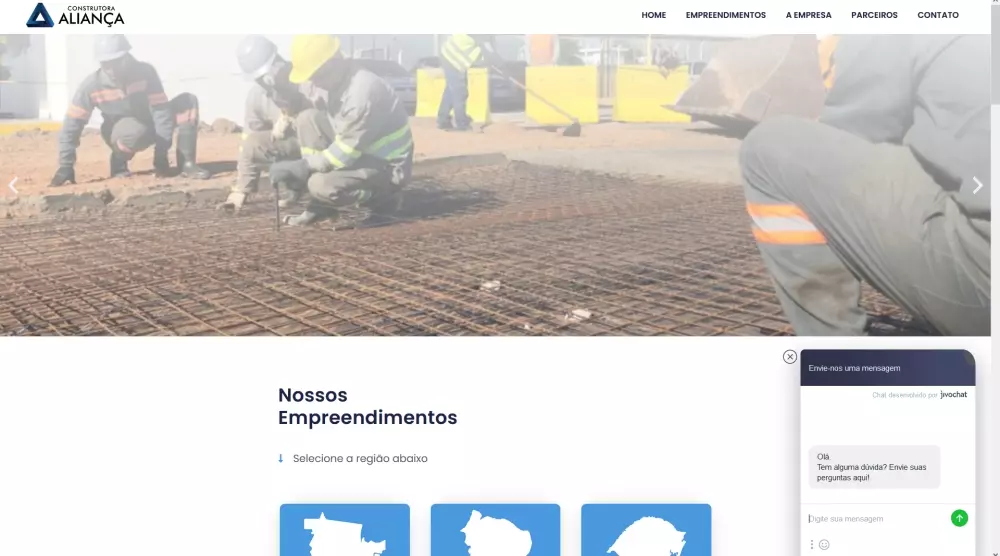 CONSTRUTORA
ALIANÇA
HOME EMPREENDIMENTOS A EMPRESA PARCEIROS CONTATO
Nossos
Empreendimentos
Selecione a região abaixo
Envie-nos uma mensagem
Chat desenvolvido por jivochat
Olá
Tem alguma dúvida? Envie suas
perguntas aqui!
Digite sua mensagem